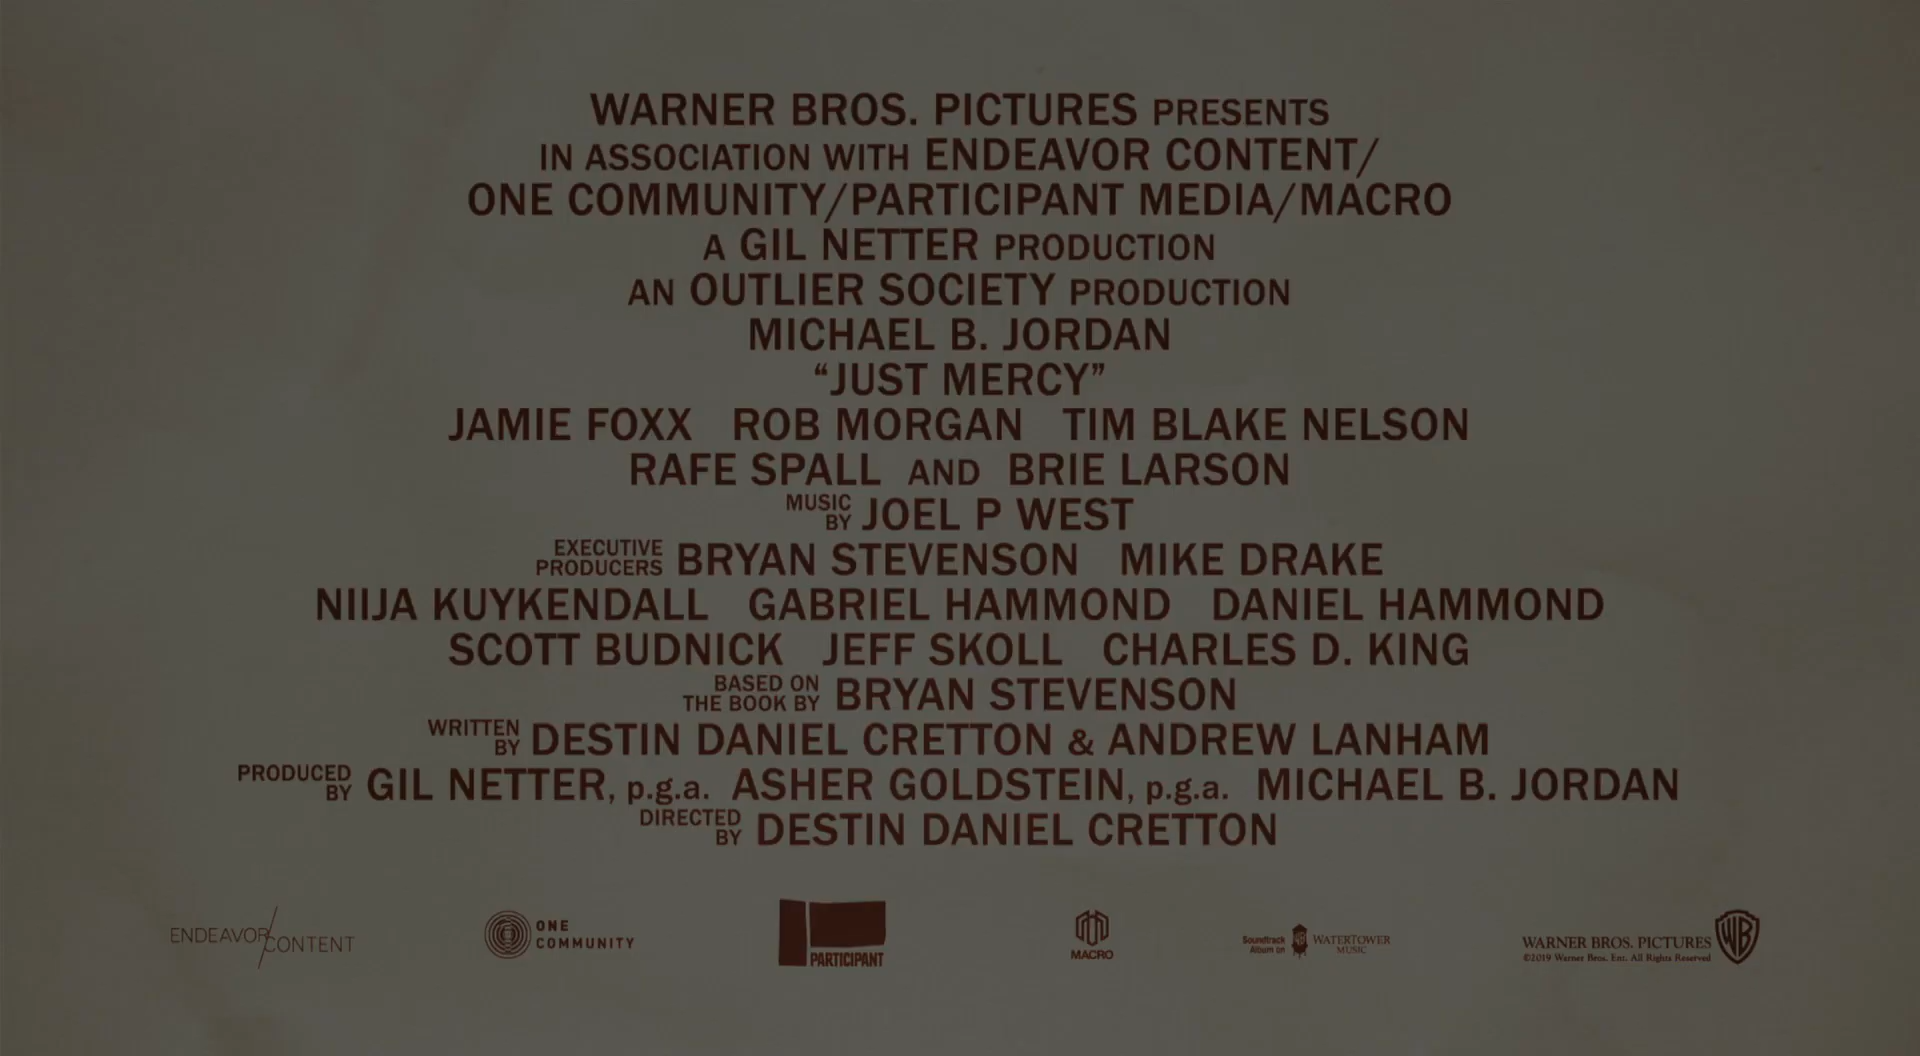 WARNER BROS. PICTURES PRESENTS
IN ASSOCIATION WITH ENDEAVOR CONTENT/
ONE COMMUNITY/PARTICIPANT MEDIA/MACRO
A GIL NETTER PRODUCTION
AN OUTLIER SOCIETY PRODUCTION
MICHAEL B. JORDAN
“JUST MERCY”
JAMIE FOXX ROB MORGAN TIM BLAKE NELSON
RAFE SPALL AND BRIE LARSON
MUSIC BY JOEL P WEST
EXECUTIVE PRODUCERS BRYAN STEVENSON MIKE DRAKE
NIIJA KUYKENDALL GABRIEL HAMMOND DANIEL HAMMOND
SCOTT BUDNICK JEFF SKOLL CHARLES D. KING
BASED ON THE BOOK BY BRYAN STEVENSON
WRITTEN BY DESTIN DANIEL CRETTON & ANDREW LANHAM
PRODUCED BY GIL NETTER, p.g.a. ASHER GOLDSTEIN, p.g.a. MICHAEL B. JORDAN
DIRECTED BY DESTIN DANIEL CRETTON
ENDEAVOR/CONTENT
ONE COMMUNITY
PARTICIPANT
MACRO
Soundtrack Album on WATERTOWER MUSIC
WARNER BROS. PICTURES WB
©2019 Warner Bros. Ent. All Rights Reserved